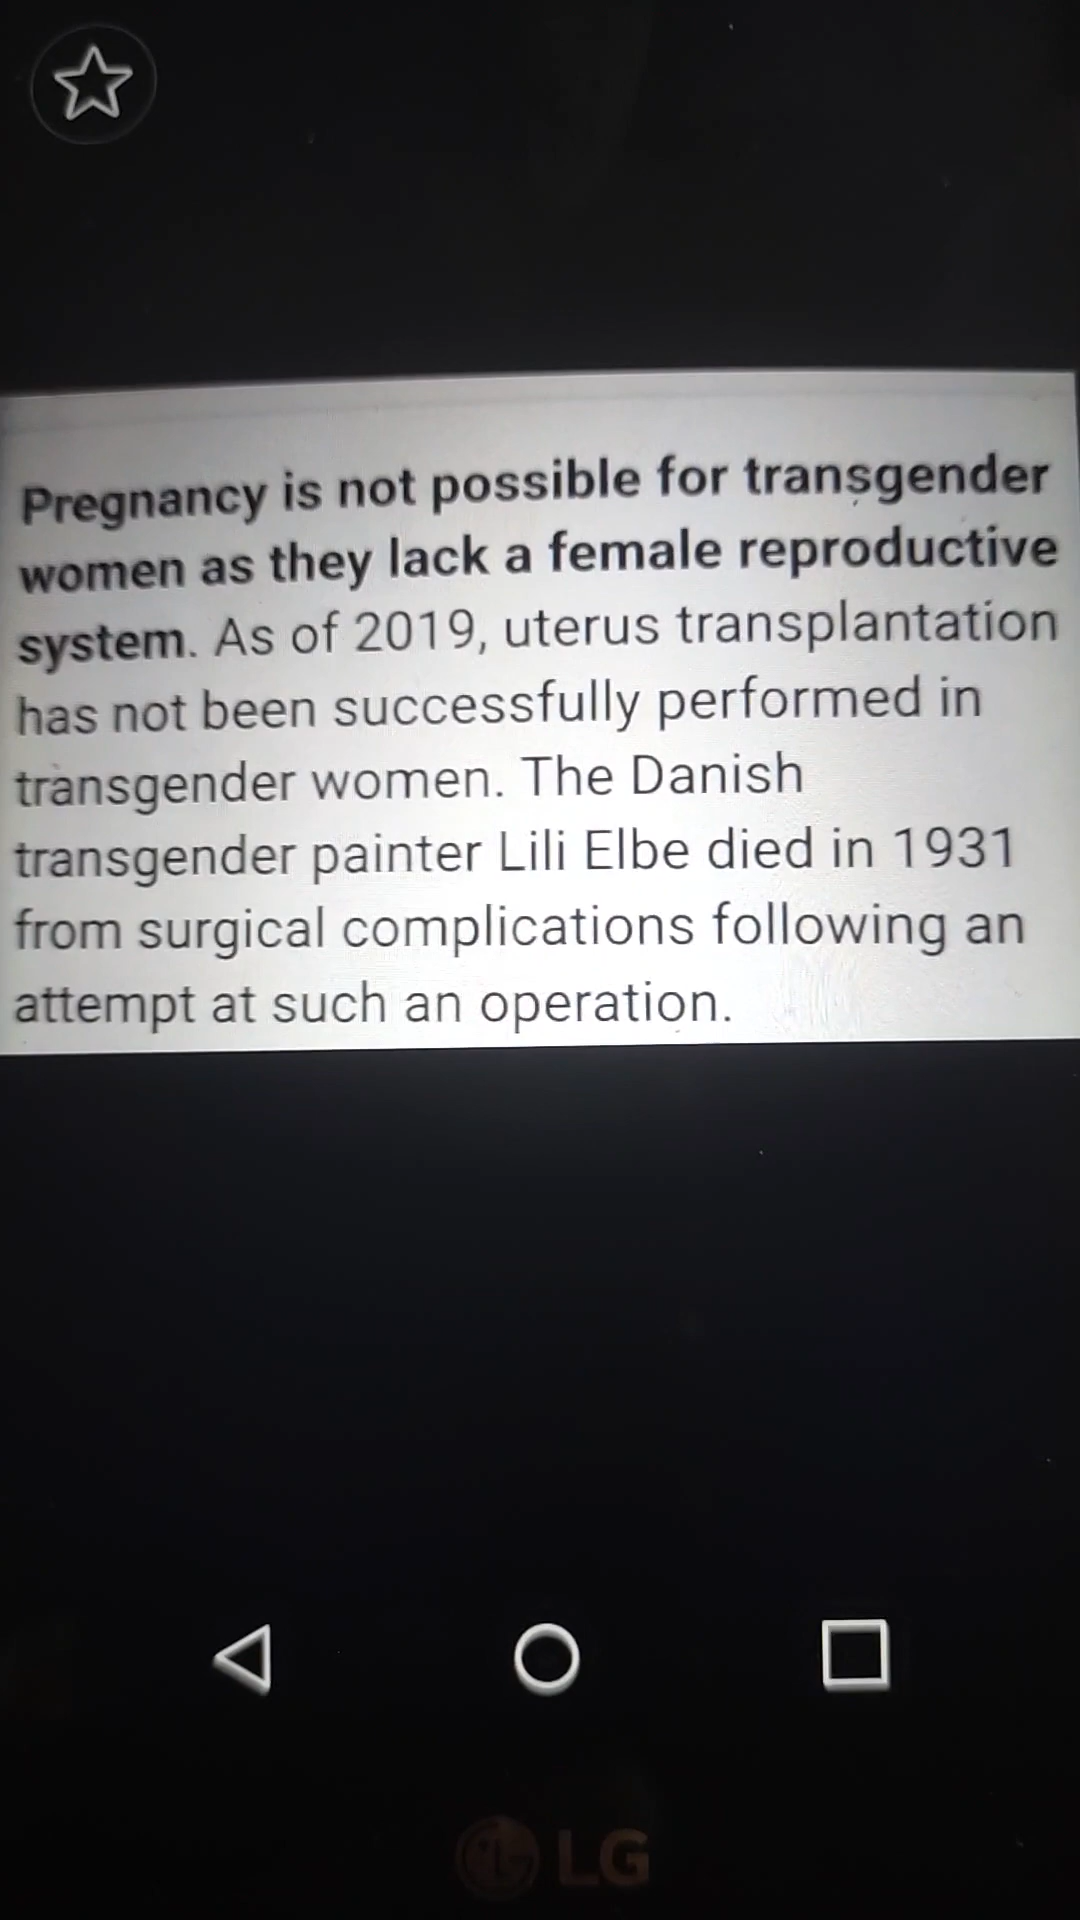 Pregnancy is not possible for transgender
women as they lack a female reproductive
system. As of 2019, uterus transplantation
has not been successfully performed in
transgender women. The Danish
transgender painter Lili Elbe died in 1931
from surgical complications following an
attempt at such an operation.
LG